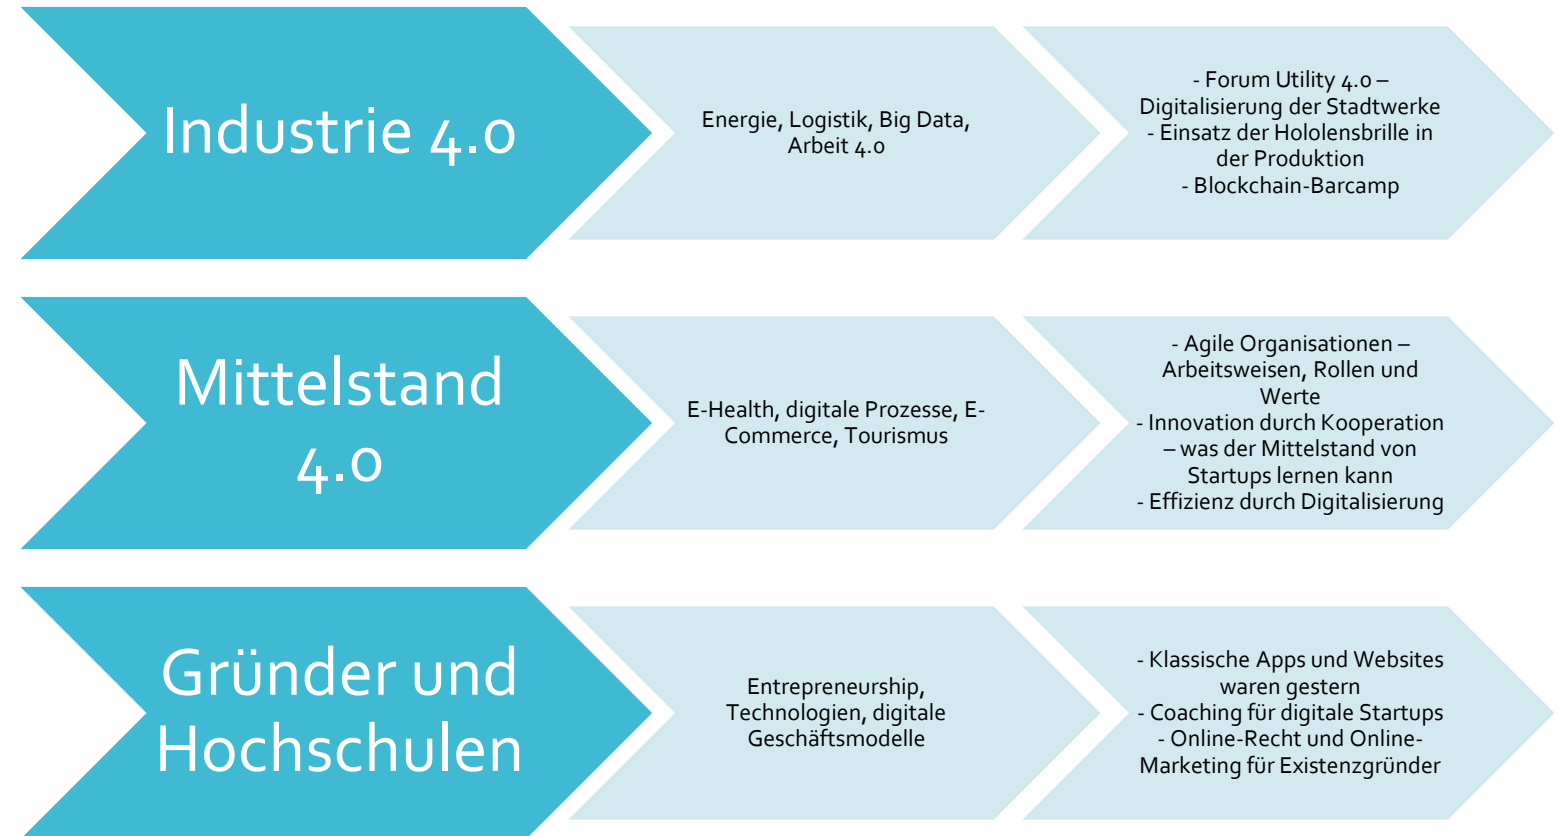 Industrie 4.0
Energie, Logistik, Big Data,
Arbeit 4.0
- Forum Utility 4.0 –
Digitalisierung der Stadtwerke
- Einsatz der Hololensbrille in
der Produktion
- Blockchain-Barcamp
Mittelstand
4.0
E-Health, digitale Prozesse, E-
Commerce, Tourismus
- Agile Organisationen –
Arbeitsweisen, Rollen und
Werte
- Innovation durch Kooperation
– was der Mittelstand von
Startups lernen kann
- Effizienz durch Digitalisierung
Gründer und
Hochschulen
Entrepreneurship,
Technologien, digitale
Geschäftsmodelle
- Klassische Apps und Websites
waren gestern
- Coaching für digitale Startups
- Online-Recht und Online-
Marketing für Existenzgründer